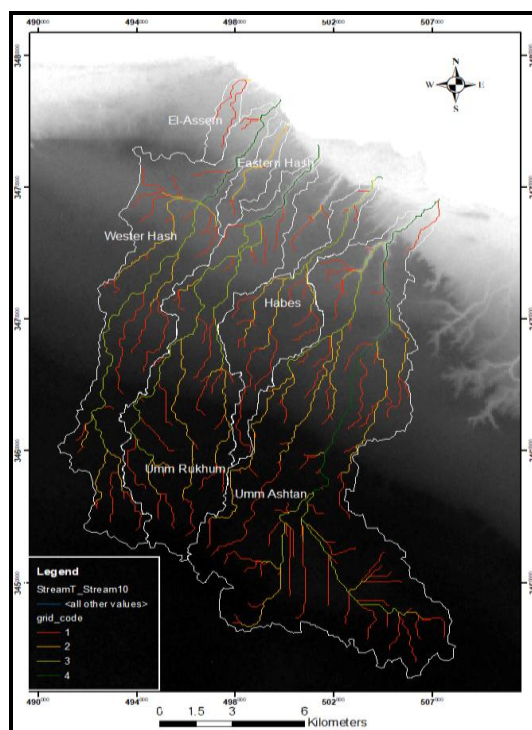 490000 494000 498000 502000 507000
N
W E
S
El-Assem
Eastern Hash
Wester Hash
Habes
Umm Rukhum
Umm Ashtan
Legend
StreamT_Stream10
<all other values>
grid_code
1
2
3
4
490000 494000 498000 502000 507000
0 1.5 3 6
Kilometers